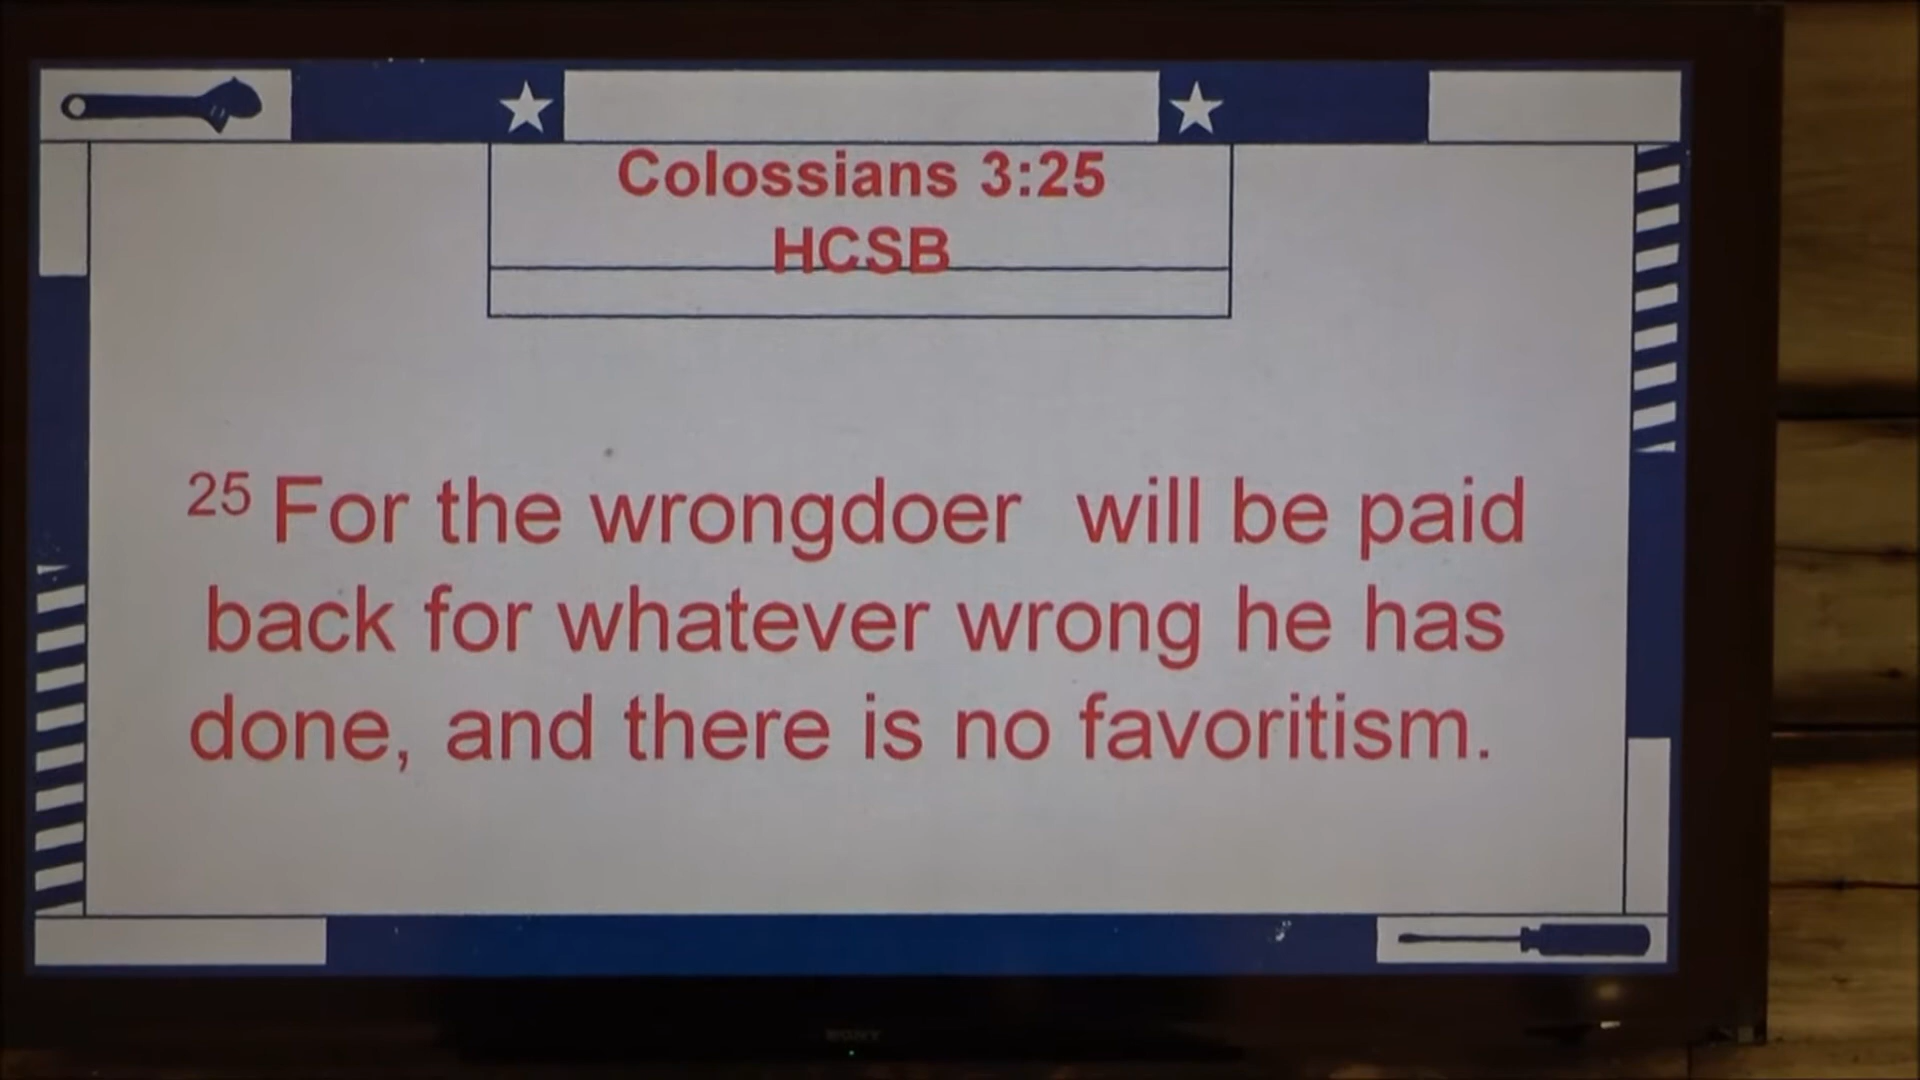 Colossians 3:25
HCSB
25 For the wrongdoer will be paid
back for whatever wrong he has
done, and there is no favoritism.
SONY